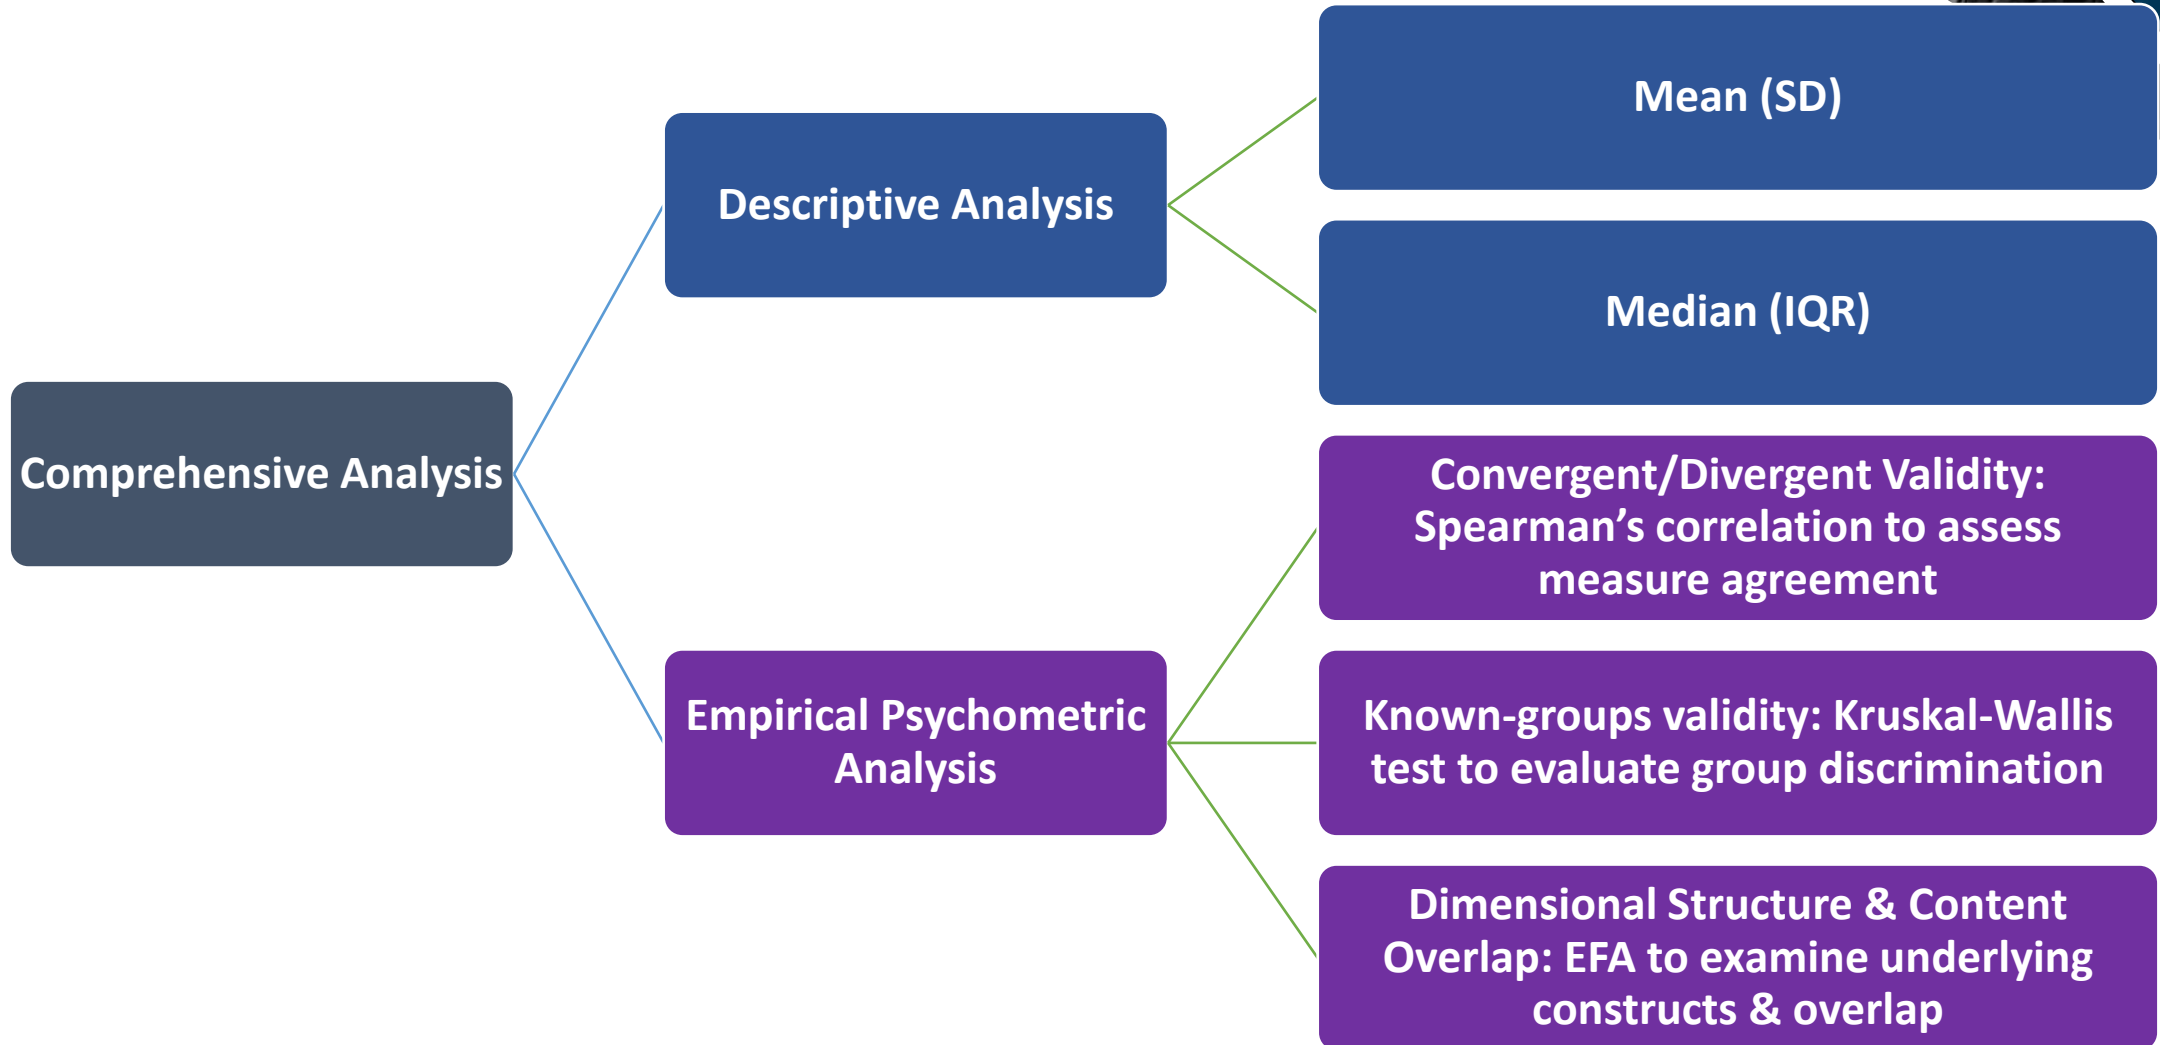 Mean (SD)
Descriptive Analysis
Median (IQR)
Comprehensive Analysis
Convergent/Divergent Validity:
Spearman’s correlation to assess
measure agreement
Empirical Psychometric
Analysis
Known-groups validity: Kruskal-Wallis
test to evaluate group discrimination
Dimensional Structure & Content
Overlap: EFA to examine underlying
constructs & overlap